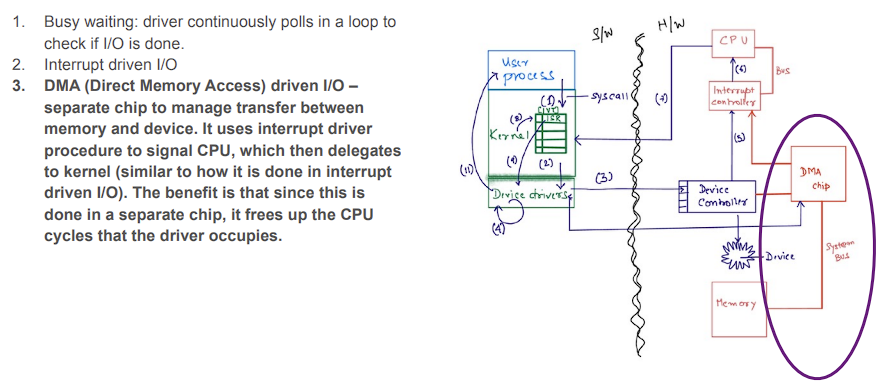 1. Busy waiting: driver continuously polls in a loop to
check if I/O is done.
2. Interrupt driven I/O
3. DMA (Direct Memory Access) driven I/O –
separate chip to manage transfer between
memory and device. It uses interrupt driver
procedure to signal CPU, which then delegates
to kernel (similar to how it is done in interrupt
driven I/O). The benefit is that since this is
done in a separate chip, it frees up the CPU
cycles that the driver occupies.
S/W
H/W
User
process
(1)
syscall
IVT
ISR
Kernel
(8)
(9)
(2)
(11)
(3)
Device drivers
(4)
CPU
(6)
Bus
Interrupt
controller
(7)
(5)
DMA
chip
Device
Controller
Device
System
Bus
Memory